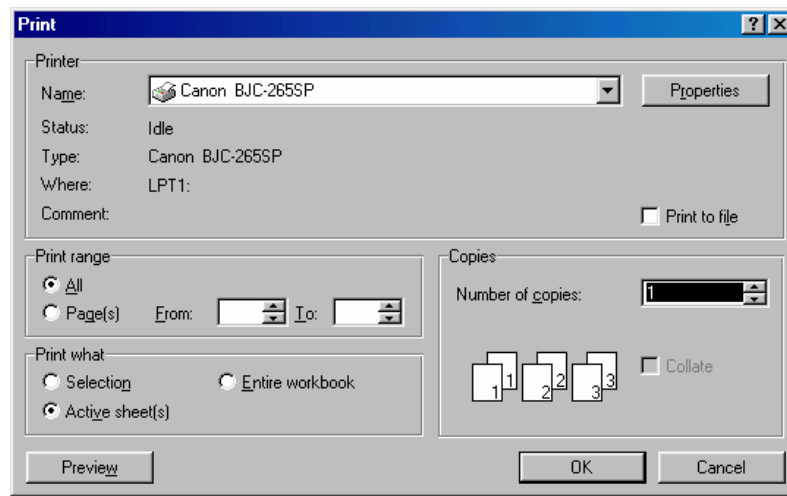 Print
Printer
Name: Canon BJC-265SP Properties
Status: Idle
Type: Canon BJC-265SP
Where: LPT1:
Comment: Print to file
Print range
All
Page(s) From: To:
Copies
Number of copies: 1
1 1 2 2 3 3 Collate
Print what
Selection Entire workbook
Active sheet(s)
Preview OK Cancel